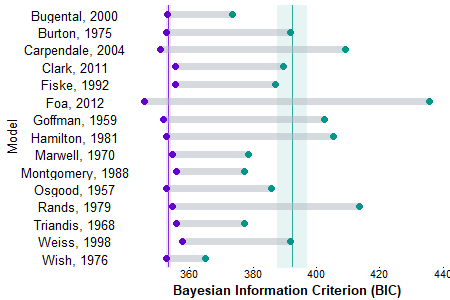 Bugental, 2000
Burton, 1975
Carpendale, 2004
Clark, 2011
Fiske, 1992
Foa, 2012
Goffman, 1959
Hamilton, 1981
Marwell, 1970
Montgomery, 1988
Osgood, 1957
Rands, 1979
Triandis, 1968
Weiss, 1998
Wish, 1976
Model
360 380 400 420 440
Bayesian Information Criterion (BIC)